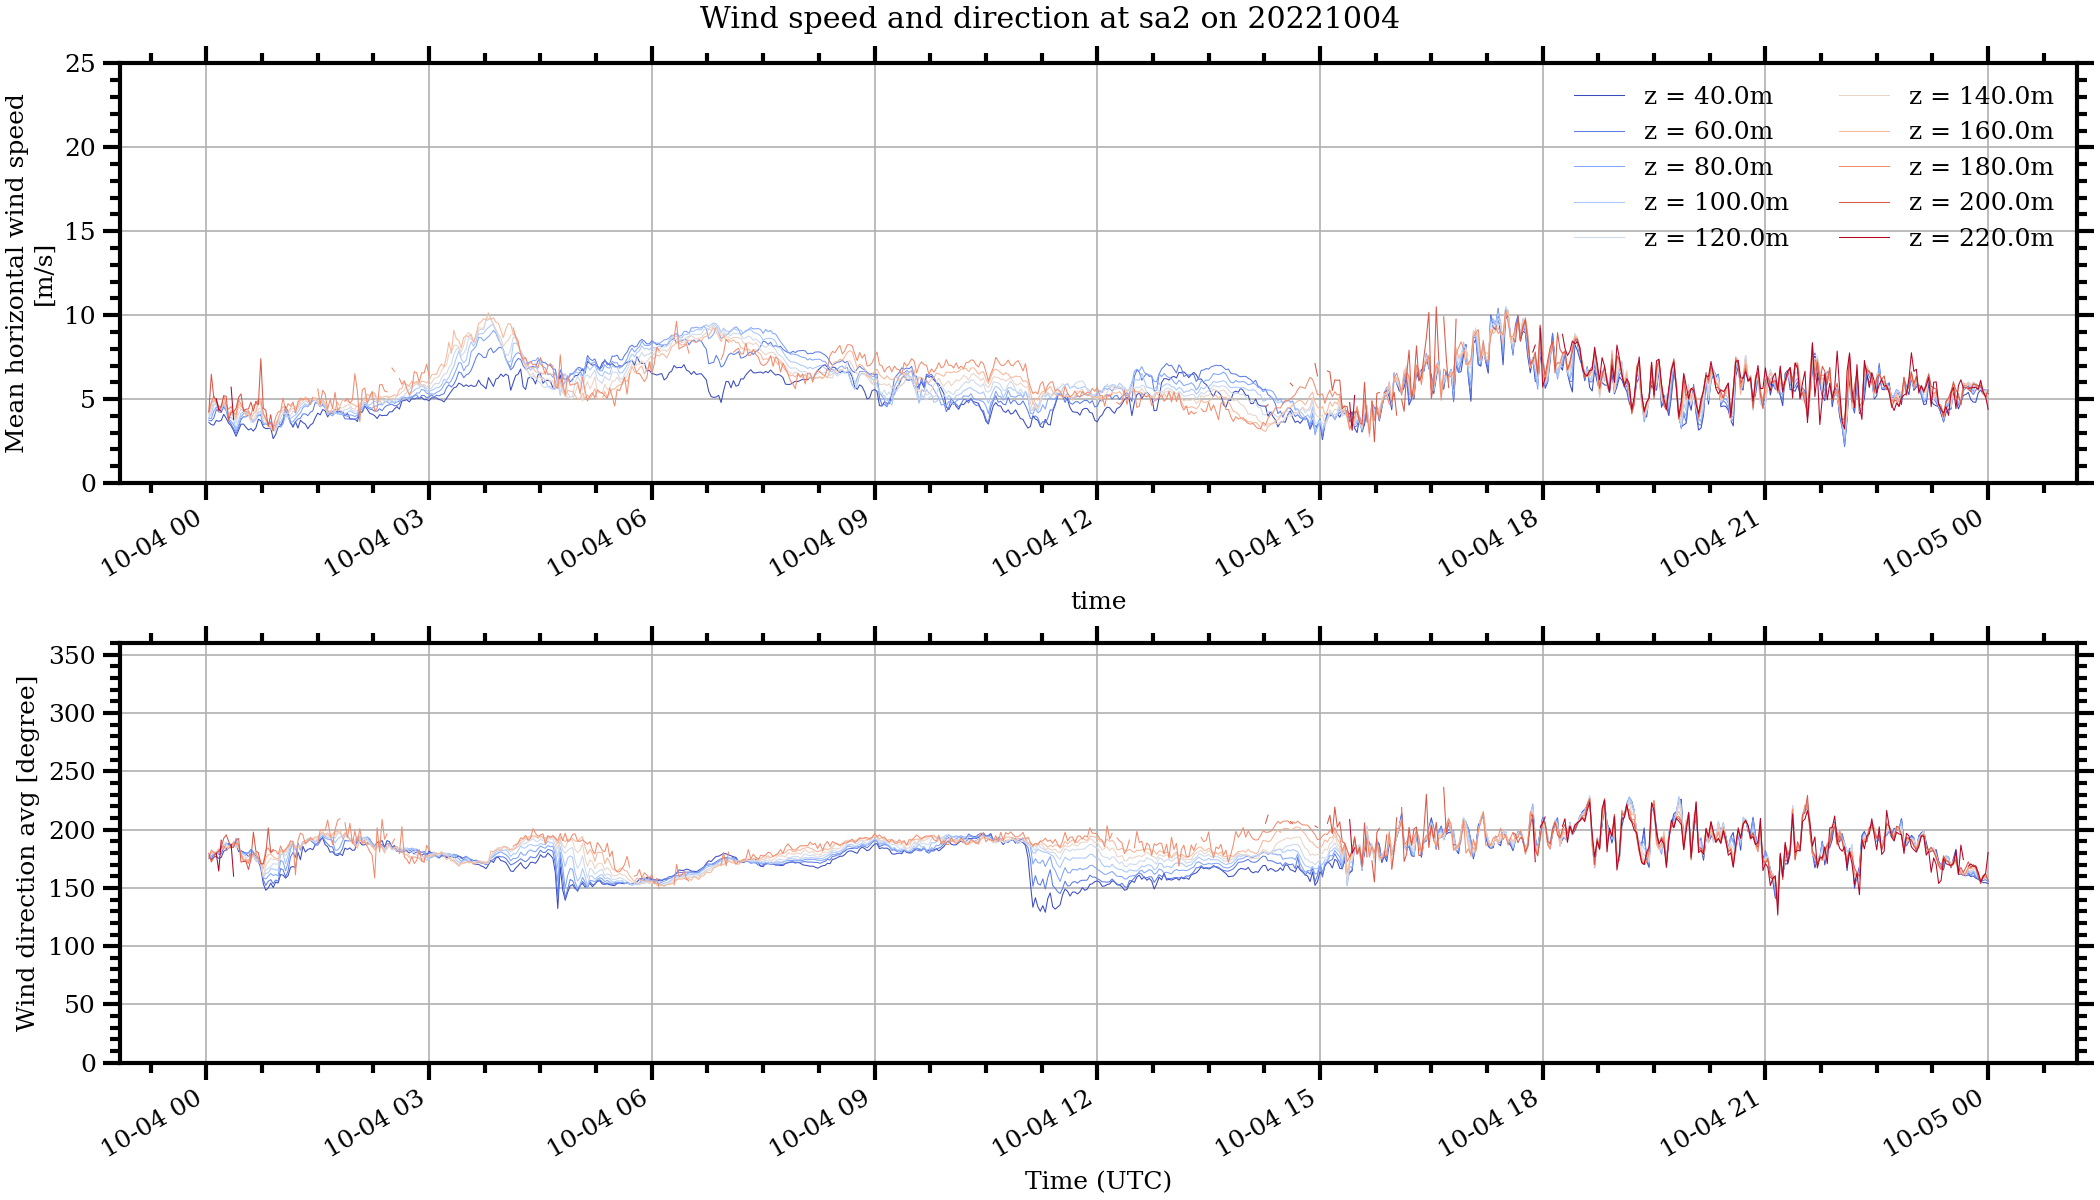 Wind speed and direction at sa2 on 20221004
Mean horizontal wind speed
[m/s]
25
20
15
10
5
0
z = 40.0m
z = 60.0m
z = 80.0m
z = 100.0m
z = 120.0m
z = 140.0m
z = 160.0m
z = 180.0m
z = 200.0m
z = 220.0m
10-04 00
10-04 03
10-04 06
10-04 09
10-04 12
10-04 15
10-04 18
10-04 21
10-05 00
time
Wind direction avg [degree]
350
300
250
200
150
100
50
0
10-04 00
10-04 03
10-04 06
10-04 09
10-04 12
10-04 15
10-04 18
10-04 21
10-05 00
Time (UTC)